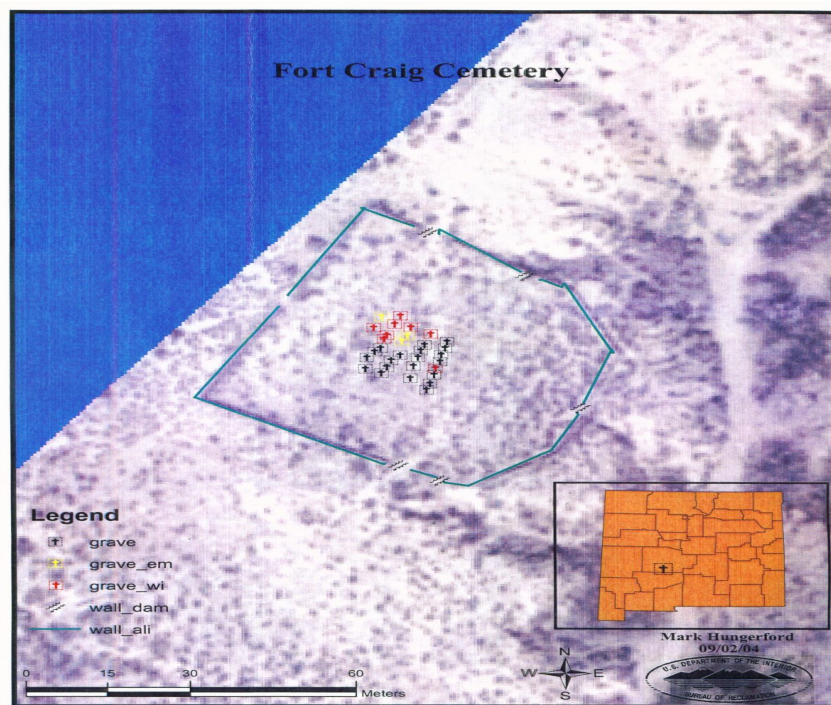 Fort Craig Cemetery
Legend
grave
grave_em
grave_wi
wall_dam
wall_ali
0 15 30 60
Meters
N
W E
S
Mark Hungerford
09/02/04
U.S. DEPARTMENT OF THE INTERIOR
BUREAU OF RECLAMATION